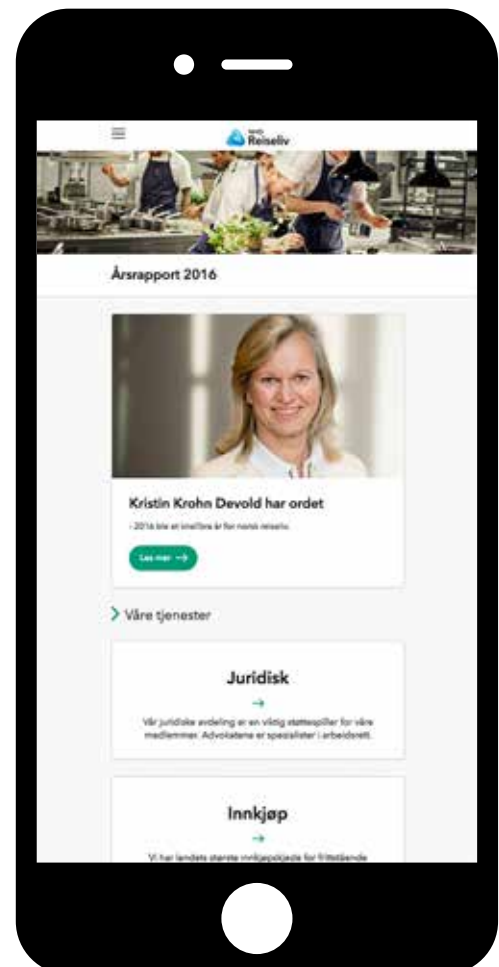 NHO
Reiseliv
Årsrapport 2016
Kristin Krohn Devold har ordet
- 2016 ble et knallbra år for norsk reiseliv.
Les mer
Våre tjenester
Juridisk
Vår juridiske avdeling er en viktig støttespiller for våre
medlemmer. Advokatene er spesialister i arbeidsrett.
Innkjøp
Vi har landets største innkjøpskjede for frittstående